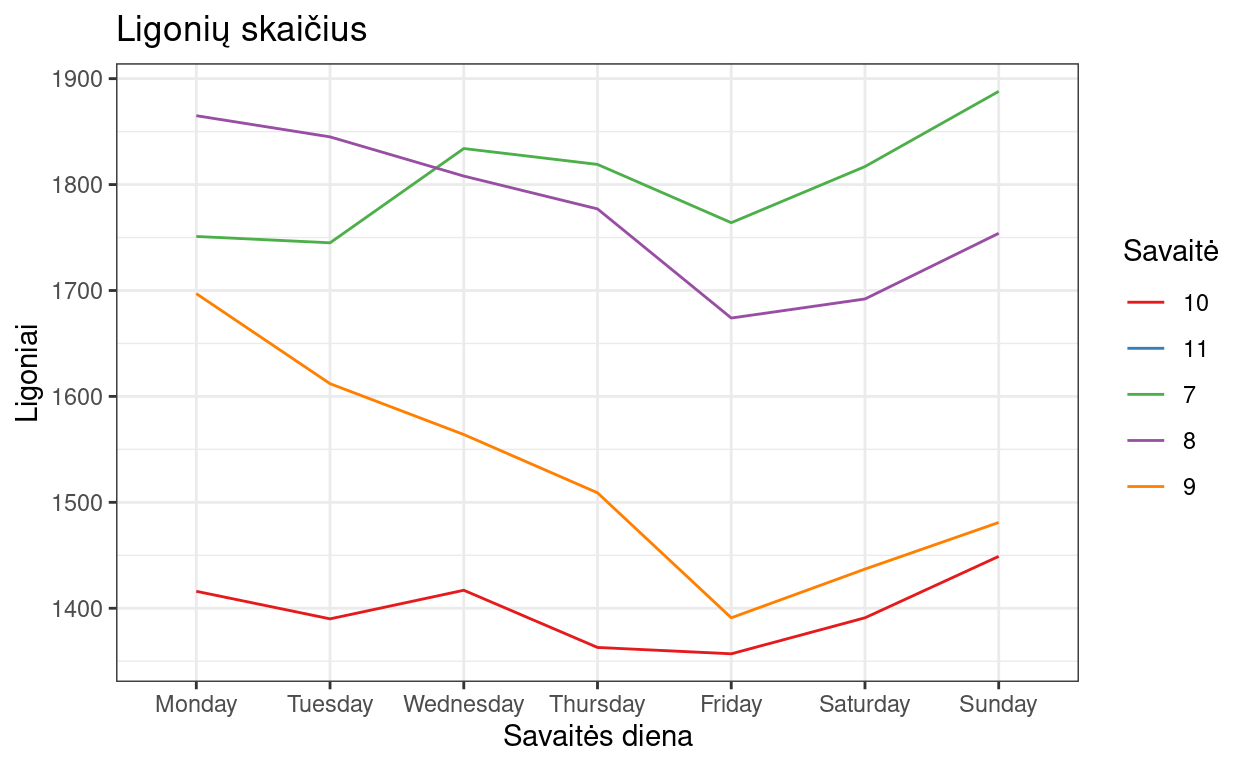 Ligonių skaičius
1900
1800
1700
1600
1500
1400
Ligoniai
Monday Tuesday Wednesday Thursday Friday Saturday Sunday
Savaitės diena
Savaitė
10
11
7
8
9